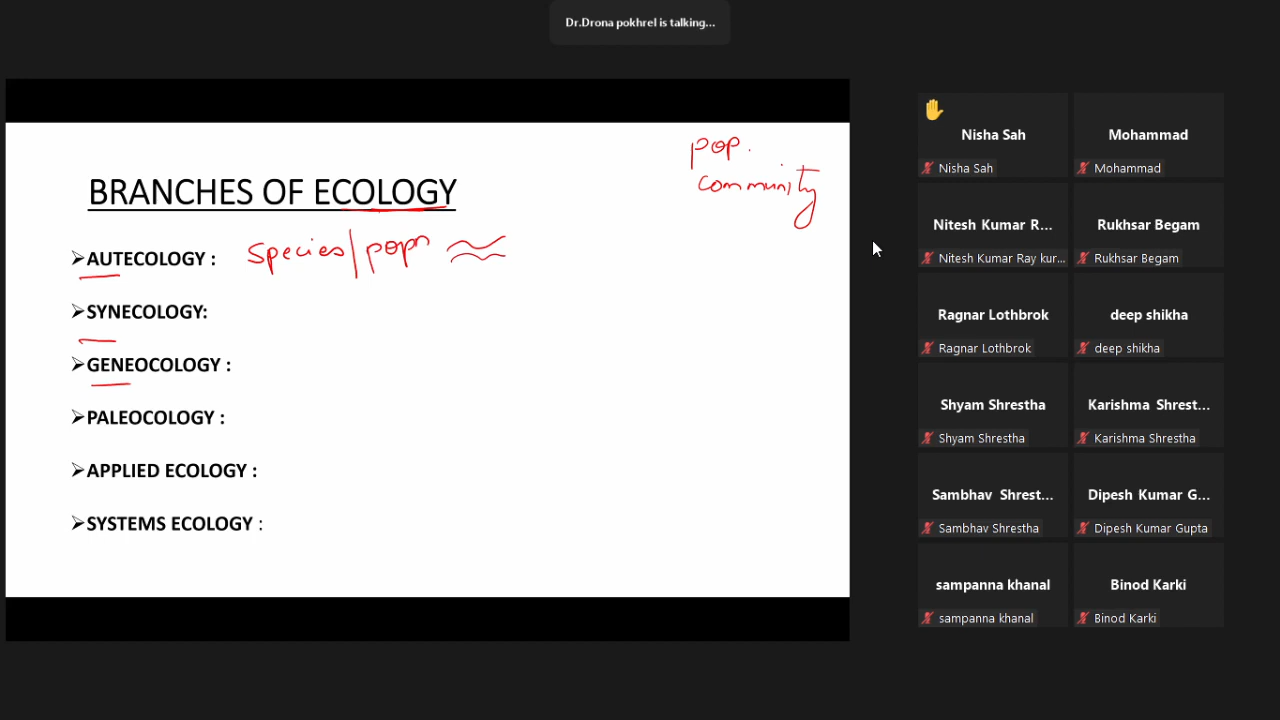 Dr.Drona pokhrel is talking...
pop.
community
BRANCHES OF ECOLOGY
➢AUTECOLOGY : Species/popn
➢SYNECOLOGY:
➢GENEOCOLOGY :
➢PALEOCOLOGY :
➢APPLIED ECOLOGY :
➢SYSTEMS ECOLOGY :
Nisha Sah
Nisha Sah
Mohammad
Mohammad
Nitesh Kumar R...
Nitesh Kumar Ray kur...
Rukhsar Begam
Rukhsar Begam
Ragnar Lothbrok
Ragnar Lothbrok
deep shikha
deep shikha
Shyam Shrestha
Shyam Shrestha
Karishma Shrest...
Karishma Shrestha
Sambhav Shrest...
Sambhav Shrestha
Dipesh Kumar G...
Dipesh Kumar Gupta
sampanna khanal
sampanna khanal
Binod Karki
Binod Karki